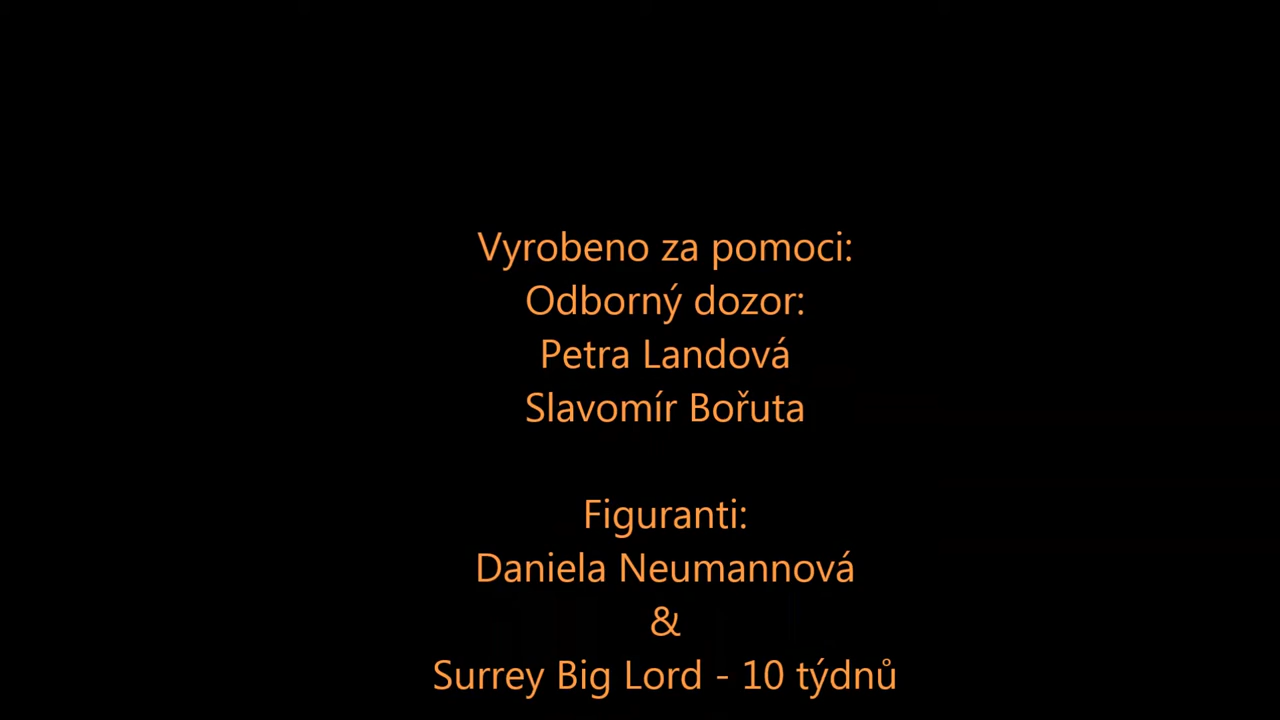 Vyrobeno za pomoci:
Odborný dozor:
Petra Landová
Slavomír Bořuta
Figuranti:
Daniela Neumannová
&
Surrey Big Lord - 10 týdnů